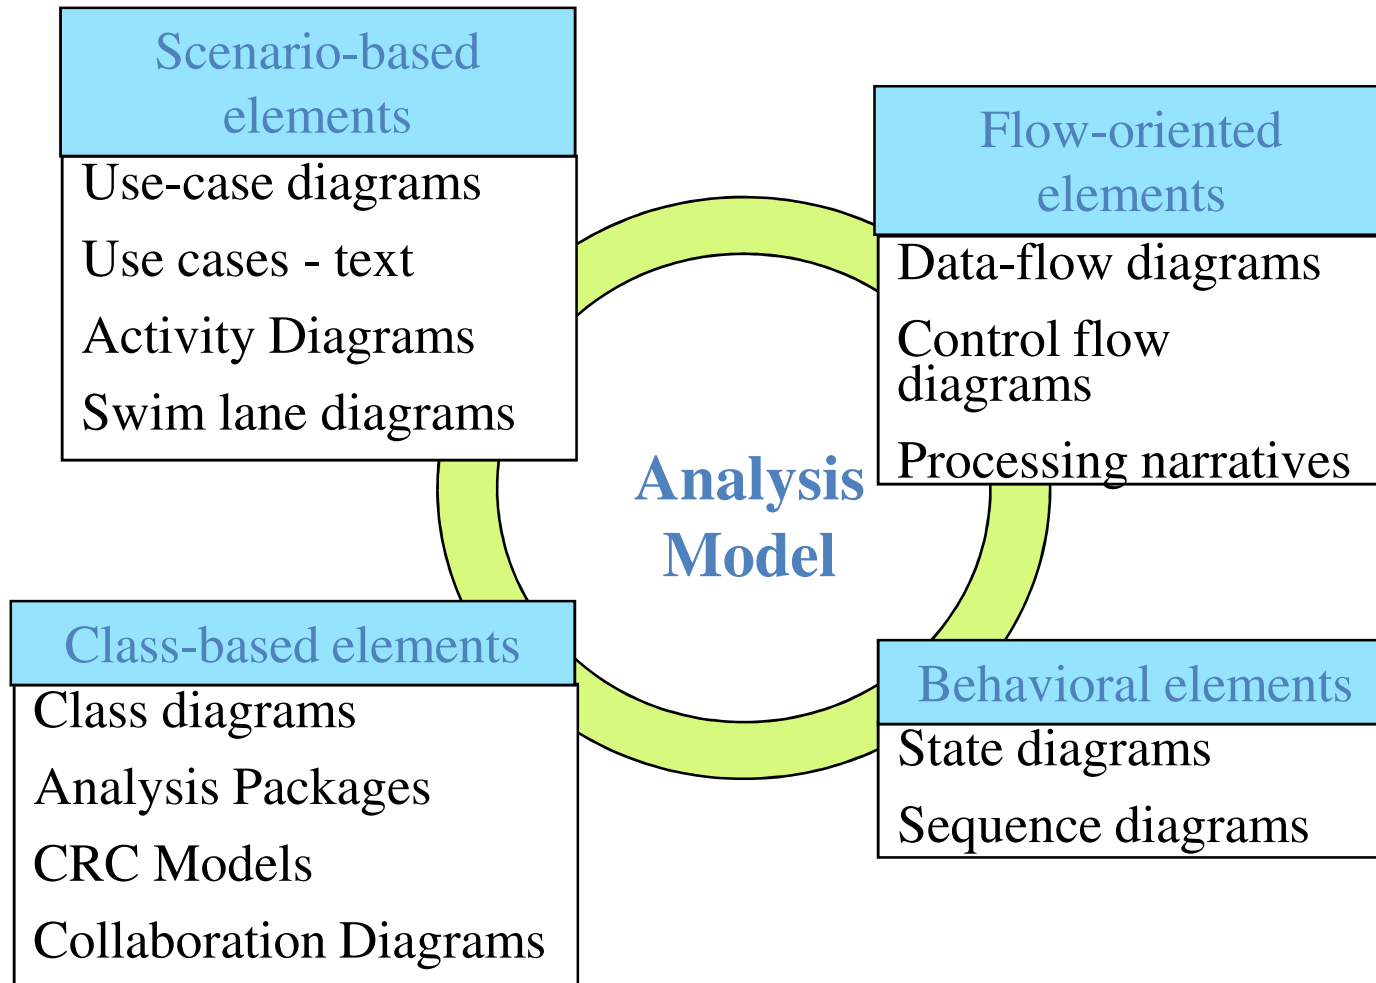 Scenario-based
elements
Use-case diagrams
Use cases - text
Activity Diagrams
Swim lane diagrams
Flow-oriented
elements
Data-flow diagrams
Control flow
diagrams
Processing narratives
Analysis
Model
Class-based elements
Class diagrams
Analysis Packages
CRC Models
Collaboration Diagrams
Behavioral elements
State diagrams
Sequence diagrams